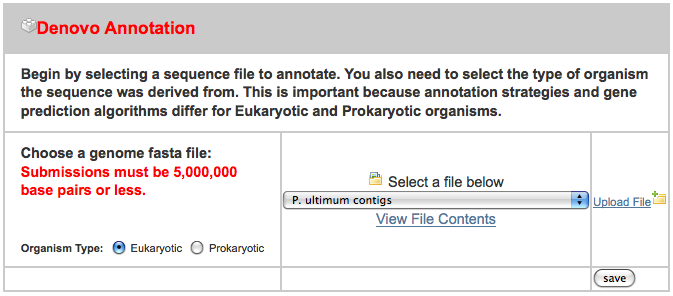 Denovo Annotation
Begin by selecting a sequence file to annotate. You also need to select the type of organism
the sequence was derived from. This is important because annotation strategies and gene
prediction algorithms differ for Eukaryotic and Prokaryotic organisms.
Choose a genome fasta file:
Submissions must be 5,000,000
base pairs or less.
Select a file below
P. ultimum contigs
View File Contents
Upload File
Organism Type: Eukaryotic Prokaryotic
save